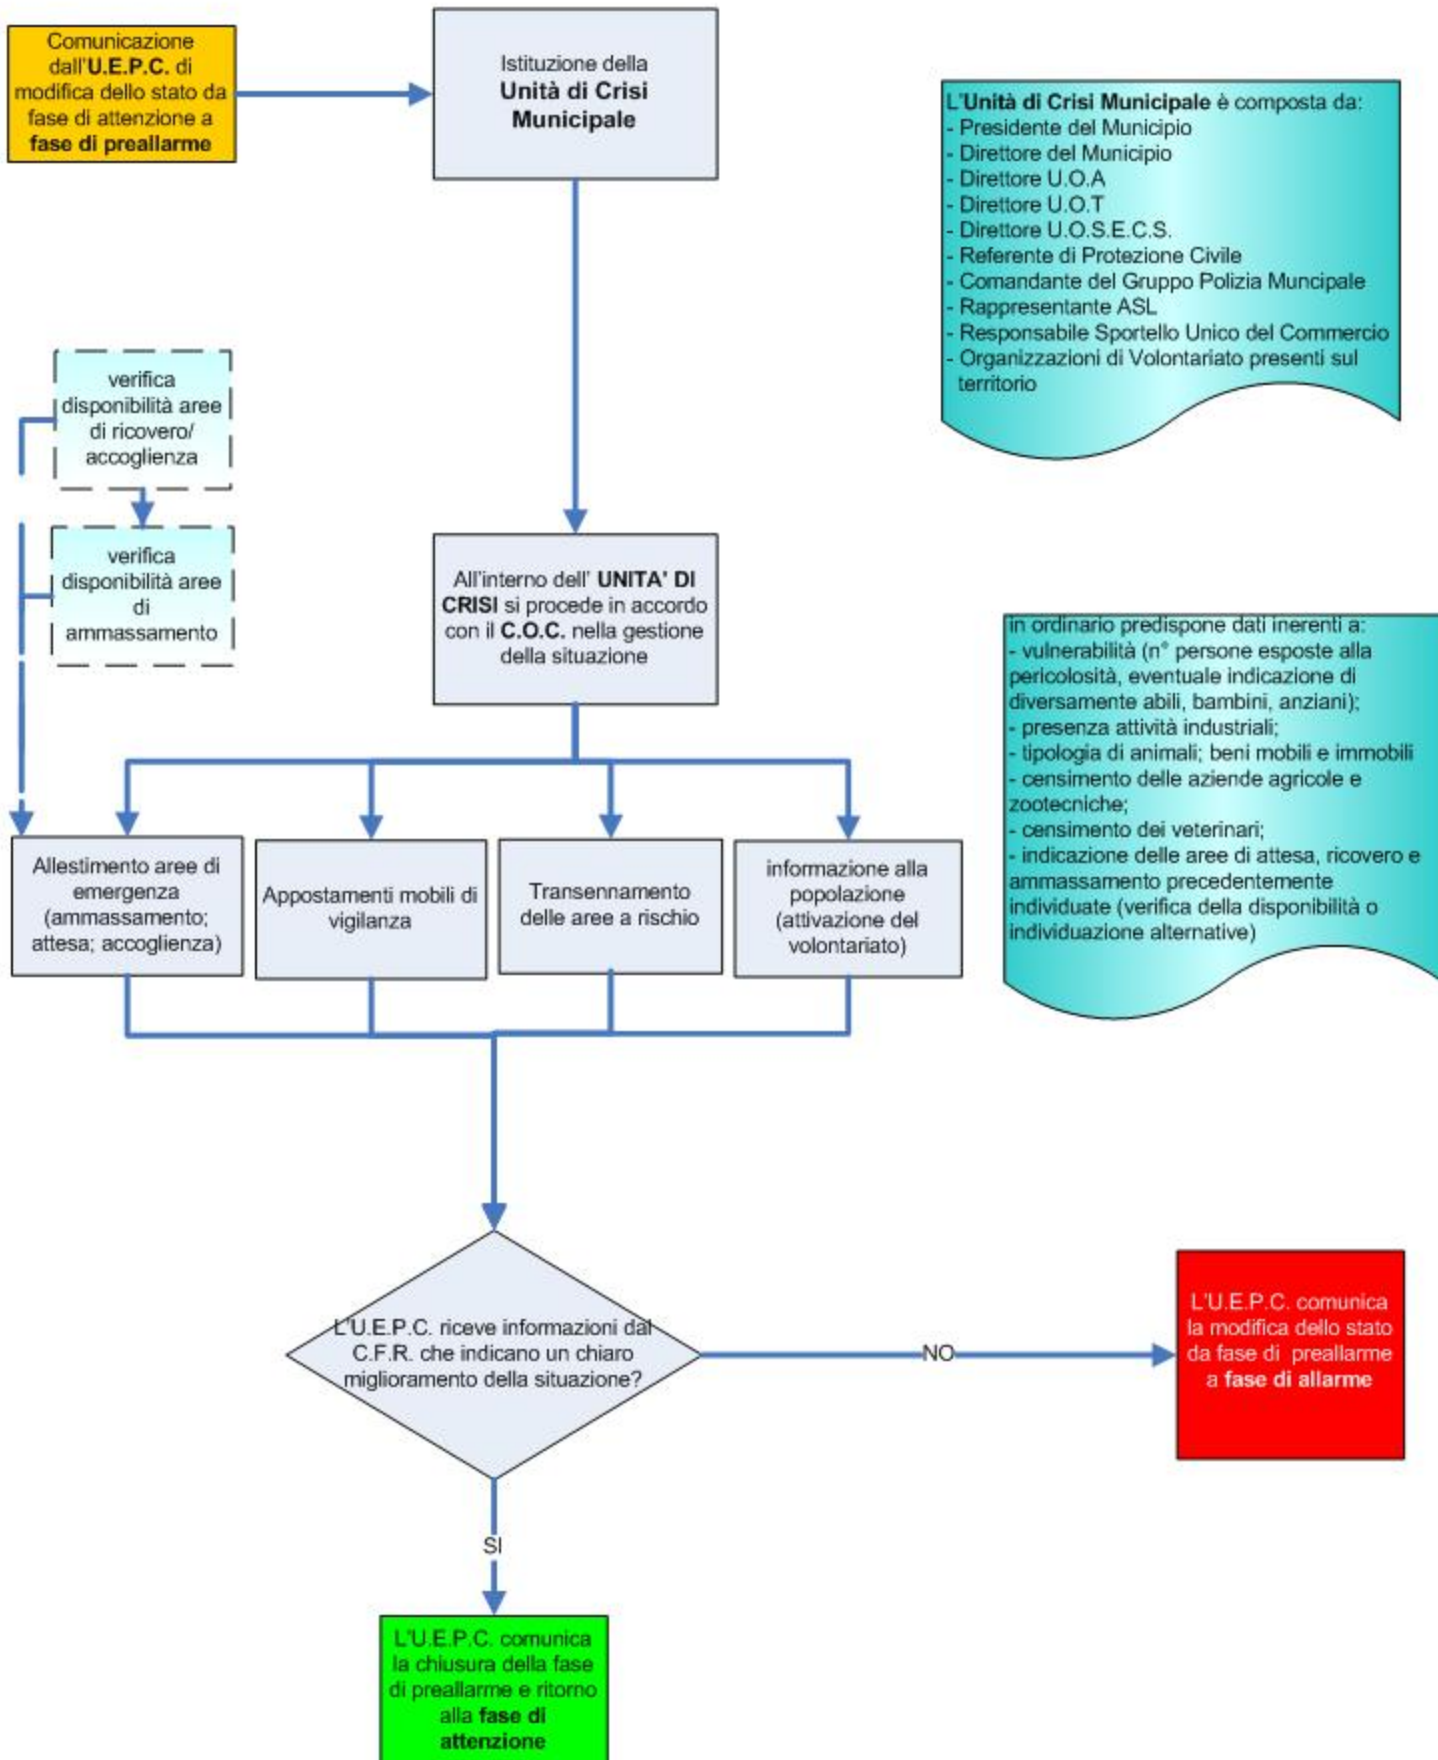 Comunicazione
dall'U.E.P.C. di
modifica dello stato da
fase di attenzione a
fase di preallarme
Istituzione della
Unità di Crisi
Municipale
L'Unità di Crisi Municipale è composta da:
- Presidente del Municipio
- Direttore del Municipio
- Direttore U.O.A
- Direttore U.O.T
- Direttore U.O.S.E.C.S.
- Referente di Protezione Civile
- Comandante del Gruppo Polizia Muncipale
- Rappresentante ASL
- Responsabile Sportello Unico del Commercio
- Organizzazioni di Volontariato presenti sul
territorio
verifica
disponibilità aree
di ricovero/
accoglienza
verifica
disponibilità aree
di
ammassamento
All'interno dell' UNITA' DI
CRISI si procede in accordo
con il C.O.C. nella gestione
della situazione
in ordinario predispone dati inerenti a:
- vulnerabilità (n° persone esposte alla
pericolosità, eventuale indicazione di
diversamente abili, bambini, anziani);
- presenza attività industriali;
- tipologia di animali; beni mobili e immobili
- censimento delle aziende agricole e
zootecniche;
- censimento dei veterinari;
- indicazione delle aree di attesa, ricovero e
ammassamento precedentemente
individuate (verifica della disponibilità o
individuazione alternative)
Allestimento aree di
emergenza
(ammassamento;
attesa; accoglienza)
Appostamenti mobili di
vigilanza
Transennamento
delle aree a rischio
informazione alla
popolazione
(attivazione del
volontariato)
L'U.E.P.C. riceve informazioni dal
C.F.R. che indicano un chiaro
miglioramento della situazione?
NO
L'U.E.P.C. comunica
la modifica dello stato
da fase di preallarme
a fase di allarme
SI
L'U.E.P.C. comunica
la chiusura della fase
di preallarme e ritorno
alla fase di
attenzione